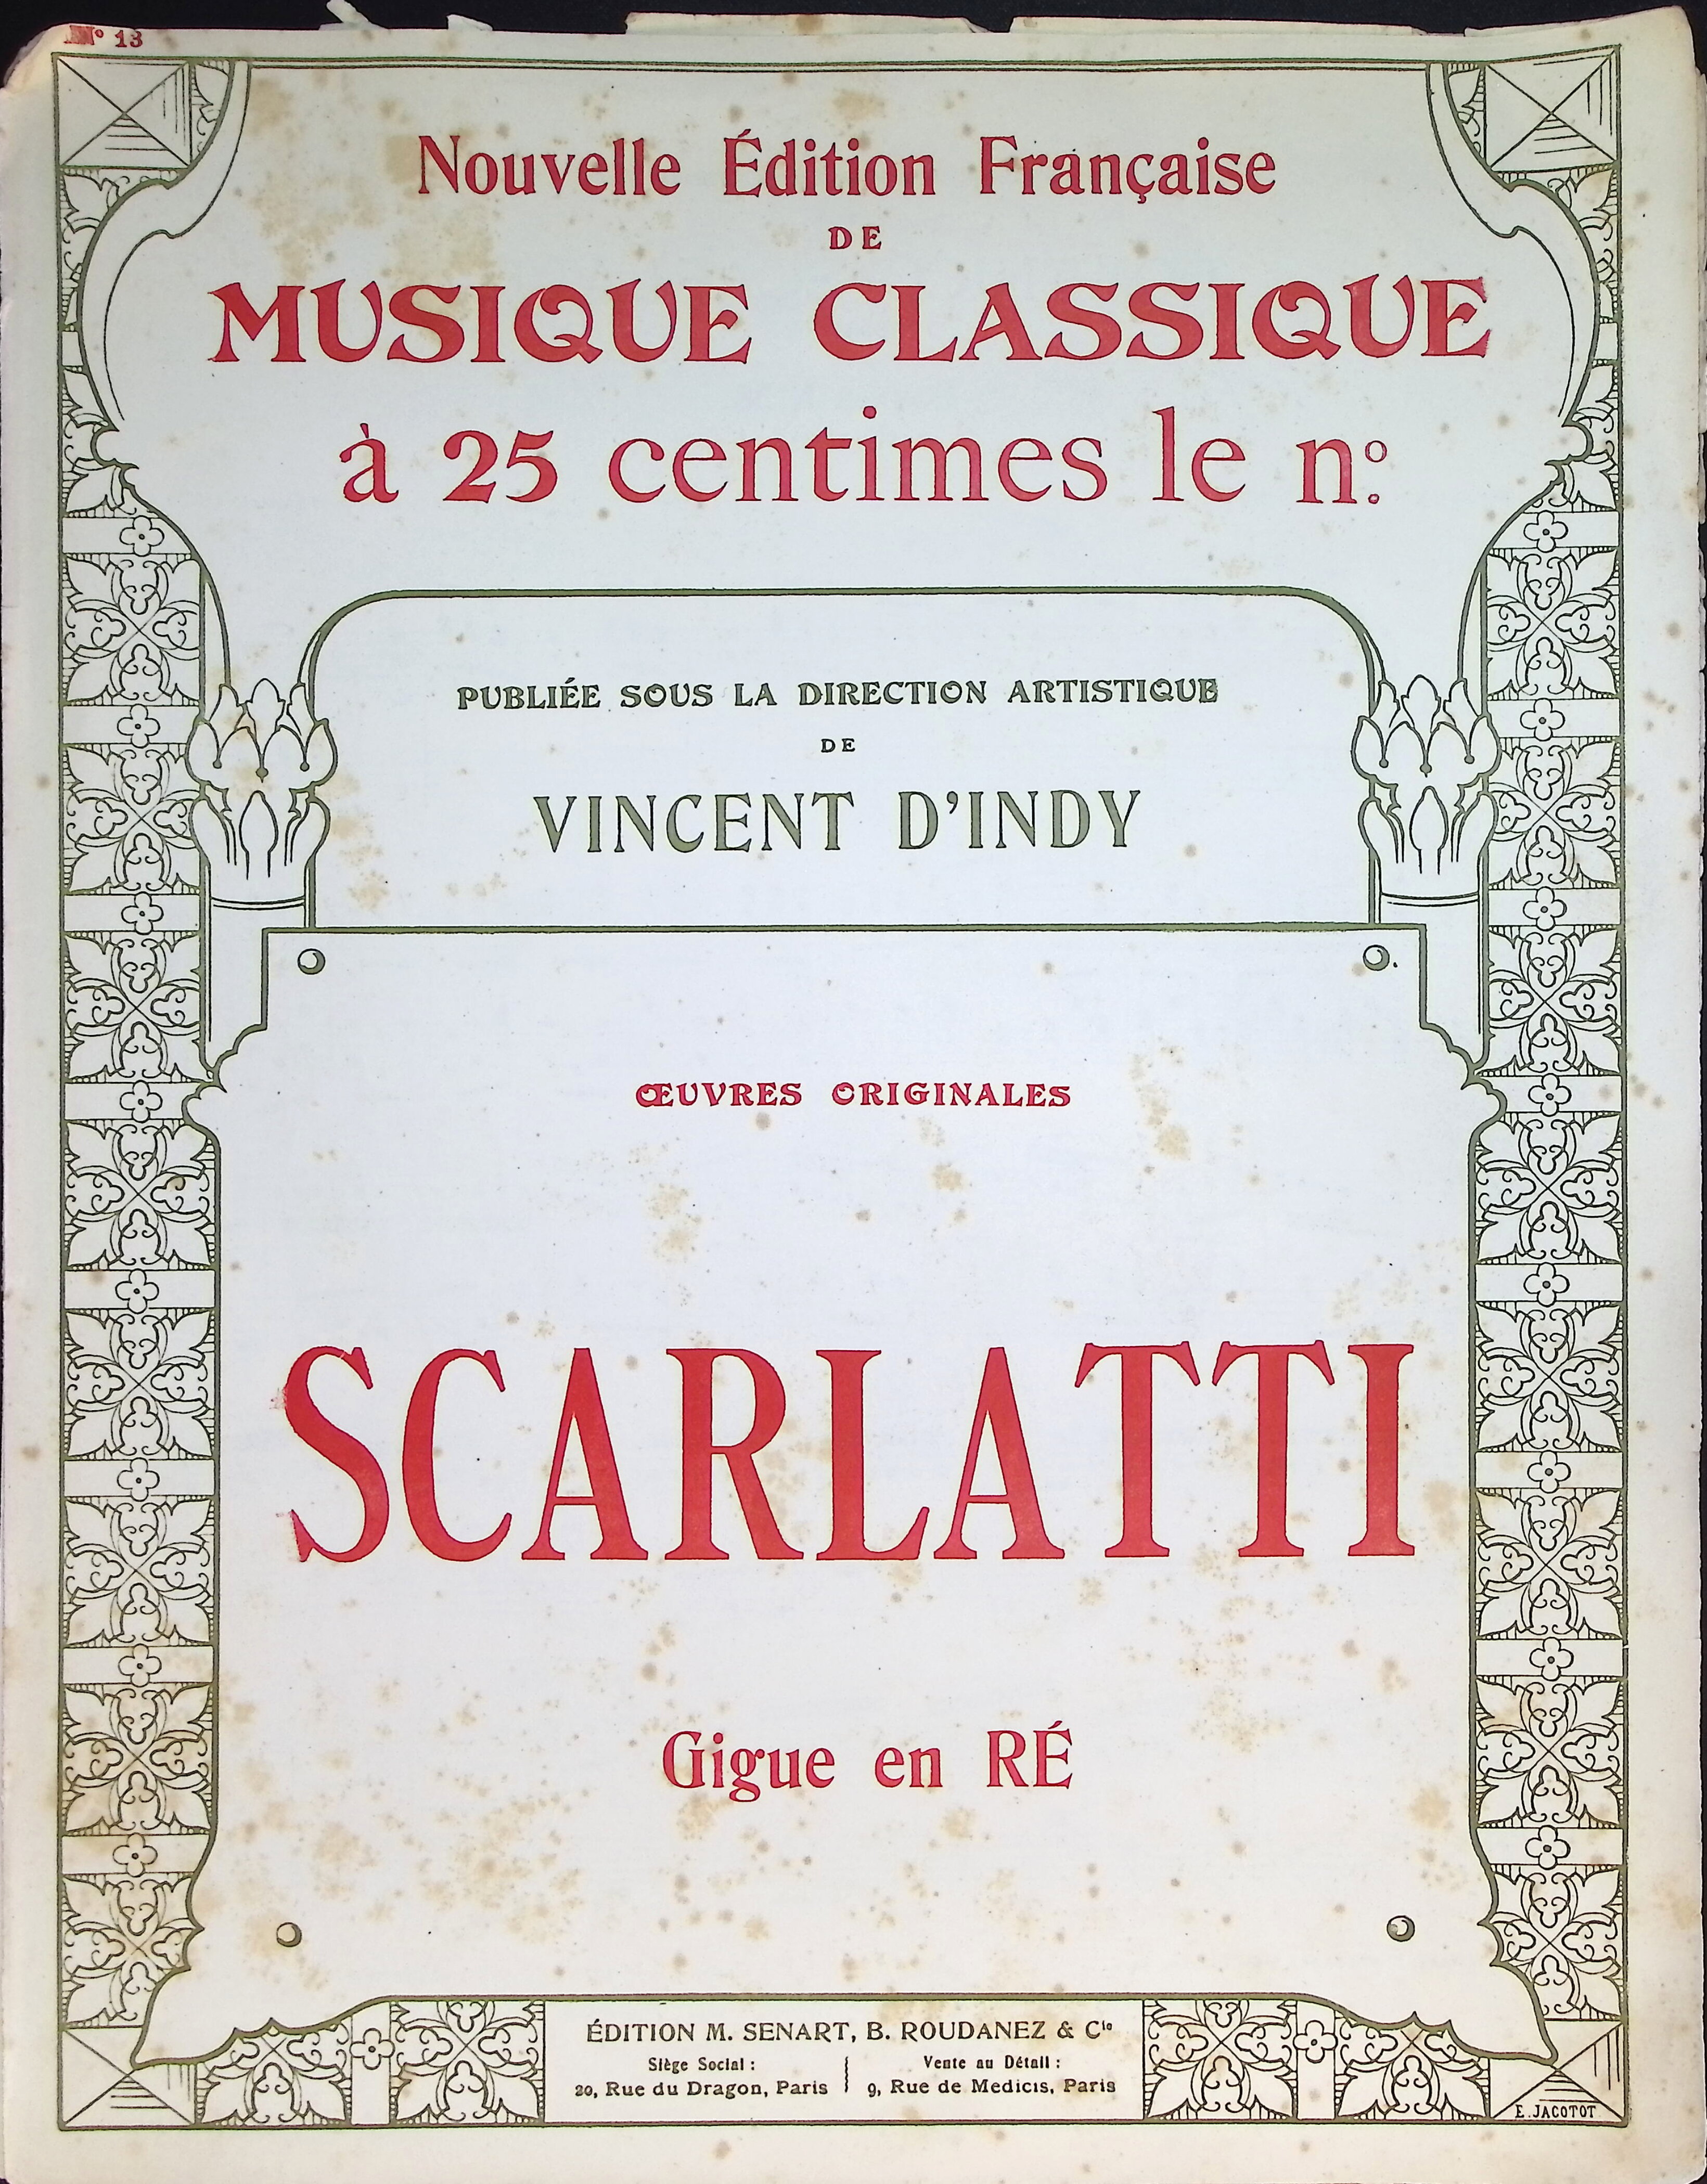 N° 13
Nouvelle Édition Française
DE
MUSIQUE CLASSIQUE
à 25 centimes le nº
PUBLIÉE SOUS LA DIRECTION ARTISTIQUE
DE
VINCENT D'INDY
ŒUVRES ORIGINALES
SCARLATTI
Gigue en RÉ
ÉDITION M. SENART, B. ROUDANEZ & Cie
Siège Social :
20, Rue du Dragon, Paris
Vente au Détail :
9, Rue de Medicis, Paris
E. JACOTOT